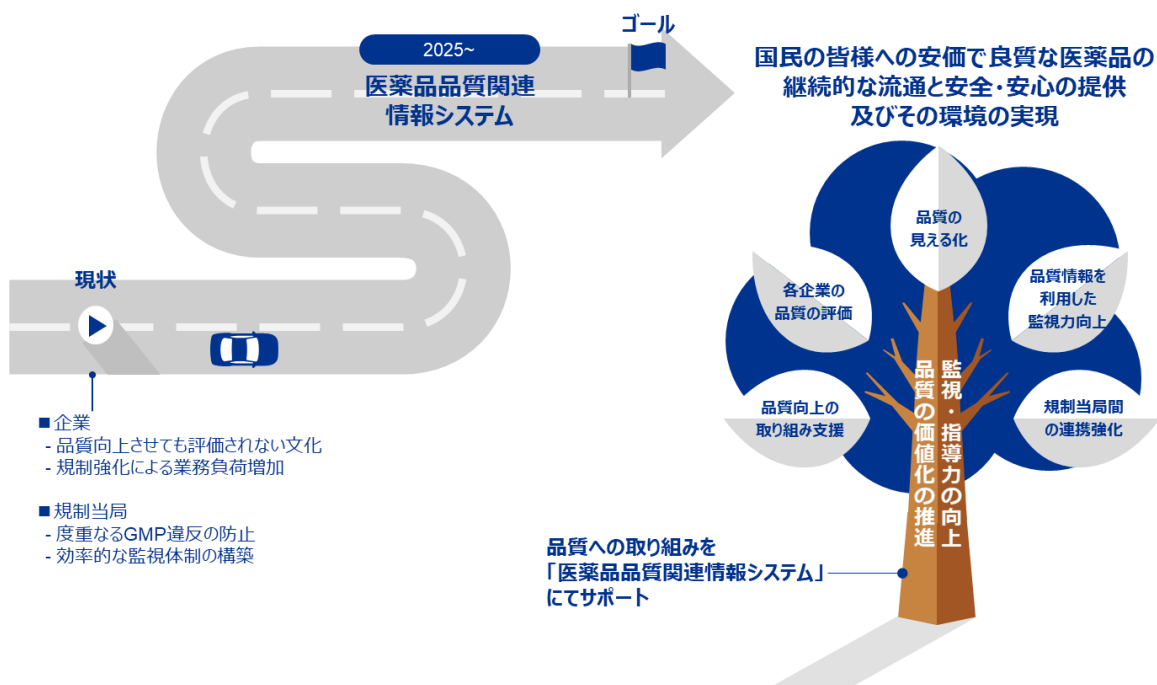 ゴール
2025~
医薬品品質関連
情報システム
国民の皆様への安価で良質な医薬品の
継続的な流通と安全・安心の提供
及びその環境の実現
現状
■ 企業
- 品質向上させても評価されない文化
- 規制強化による業務負荷増加
■ 規制当局
- 度重なるGMP違反の防止
- 効率的な監視体制の構築
品質の
見える化
各企業の
品質の評価
品質情報を
利用した
監視力向上
品質向上の
取り組み支援
規制当局間
の連携強化
監視・指導力の向上
品質の価値化の推進
品質への取り組みを
「医薬品品質関連情報システム」
にてサポート